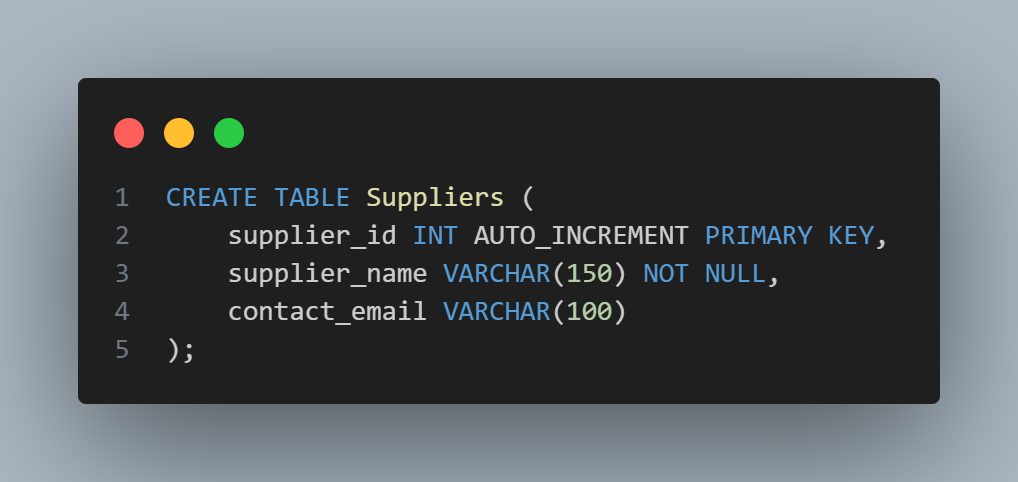 1 CREATE TABLE Suppliers (
2     supplier_id INT AUTO_INCREMENT PRIMARY KEY,
3     supplier_name VARCHAR(150) NOT NULL,
4     contact_email VARCHAR(100)
5 );